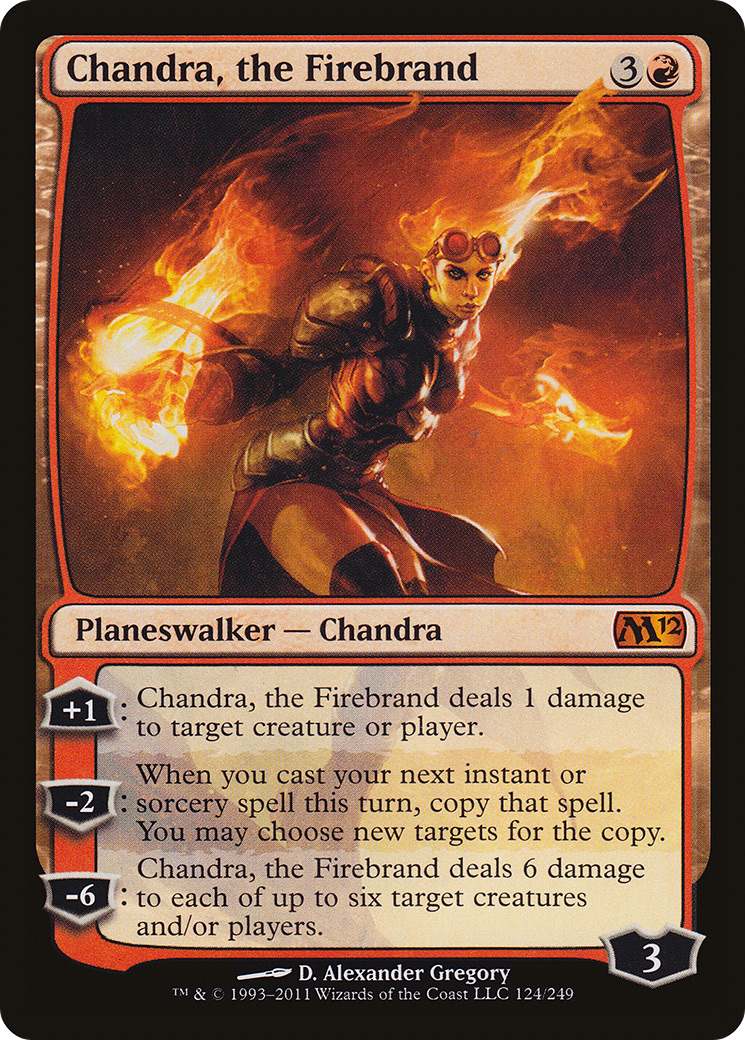 Chandra, the Firebrand 3
Planeswalker — Chandra M12
+1 : Chandra, the Firebrand deals 1 damage
to target creature or player.
When you cast your next instant or
-2 : sorcery spell this turn, copy that spell.
You may choose new targets for the copy.
Chandra, the Firebrand deals 6 damage
-6 : to each of up to six target creatures
and/or players.
3
D. Alexander Gregory
™ & © 1993–2011 Wizards of the Coast LLC 124/249